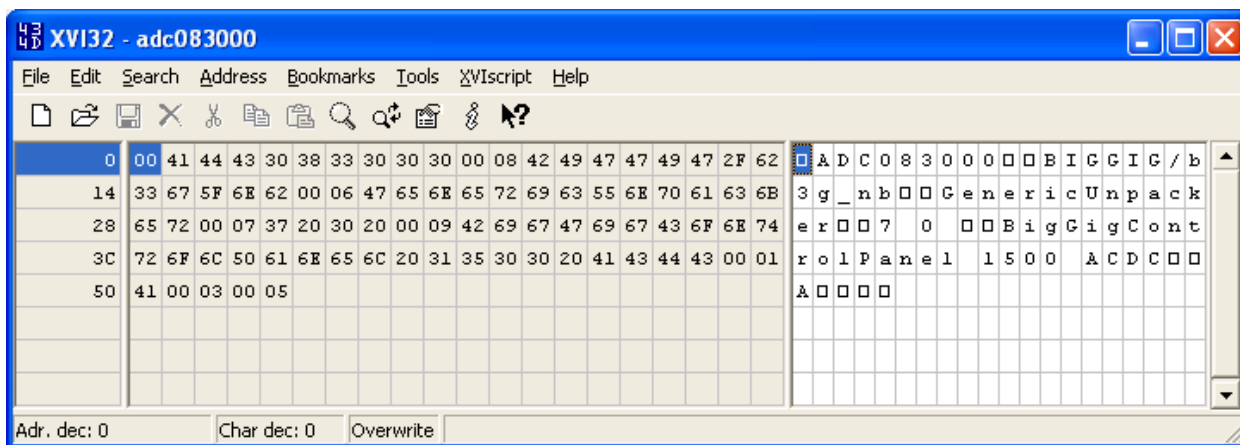 XVI32 - adc083000
File Edit Search Address Bookmarks Tools XVIscript Help
0 00 41 44 43 30 38 33 30 30 30 00 08 42 49 47 47 49 47 2F 62 □ADC083000□□BIGGIG/b
14 33 67 5F 6E 62 00 06 47 65 6E 65 72 69 63 55 6E 70 61 63 6B 3g_nb□□GenericUnpack
28 65 72 00 07 37 20 30 20 00 09 42 69 67 47 69 67 43 6F 6E 74 er□□7 0 □□BigGigCont
3C 72 6F 6C 50 61 6E 65 6C 20 31 35 30 30 20 41 43 44 43 00 01 rolPanel 1500 ACDC□□
50 41 00 03 00 05 A□□□□
Adr. dec: 0 Char dec: 0 Overwrite